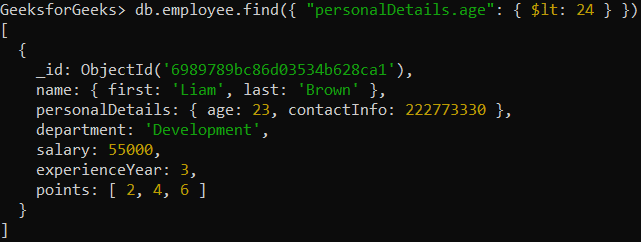 GeeksforGeeks> db.employee.find({ "personalDetails.age": { $lt: 24 } })
[
  {
    _id: ObjectId('6989789bc86d03534b628ca1'),
    name: { first: 'Liam', last: 'Brown' },
    personalDetails: { age: 23, contactInfo: 222773330 },
    department: 'Development',
    salary: 55000,
    experienceYear: 3,
    points: [ 2, 4, 6 ]
  }
]